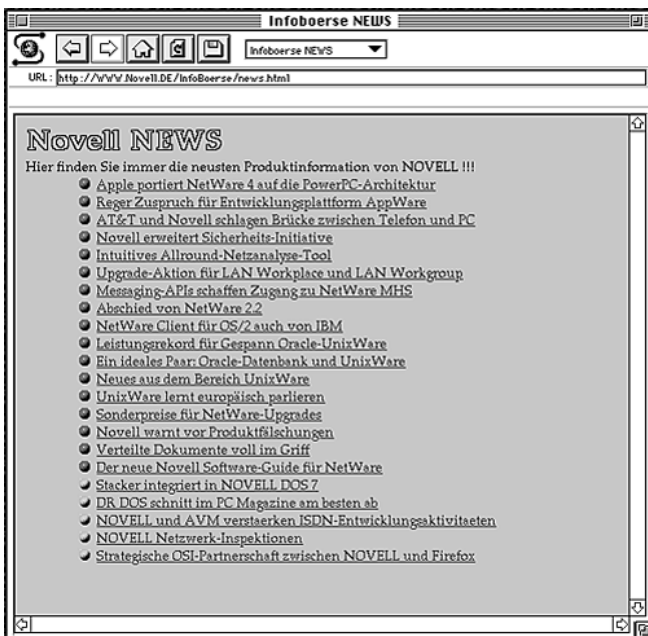 Infoboerse NEWS
Infoboerse NEWS
URL: http://WWW.Novell.DE/InfoBoerse/news.html
Novell NEWS
Hier finden Sie immer die neusten Produktinformation von NOVELL !!!
Apple portiert NetWare 4 auf die PowerPC-Architektur
Reger Zuspruch für Entwicklungsplattform AppWare
AT&T und Novell schlagen Brücke zwischen Telefon und PC
Novell erweitert Sicherheits-Initiative
Intuitives Allround-Netzanalyse-Tool
Upgrade-Aktion für LAN Workplace und LAN Workgroup
Messaging-APIs schaffen Zugang zu NetWare MHS
Abschied von NetWare 2.2
NetWare Client für OS/2 auch von IBM
Leistungsrekord für Gespann Oracle-UnixWare
Ein ideales Paar: Oracle-Datenbank und UnixWare
Neues aus dem Bereich UnixWare
UnixWare lernt europäisch parlieren
Sonderpreise für NetWare-Upgrades
Novell warnt vor Produktfälschungen
Verteilte Dokumente voll im Griff
Der neue Novell Software-Guide für NetWare
Stacker integriert in NOVELL DOS 7
DR DOS schnitt im PC Magazine am besten ab
NOVELL und AVM verstaerken ISDN-Entwicklungsaktivitaeten
NOVELL Netzwerk-Inspektionen
Strategische OSI-Partnerschaft zwischen NOVELL und Firefox